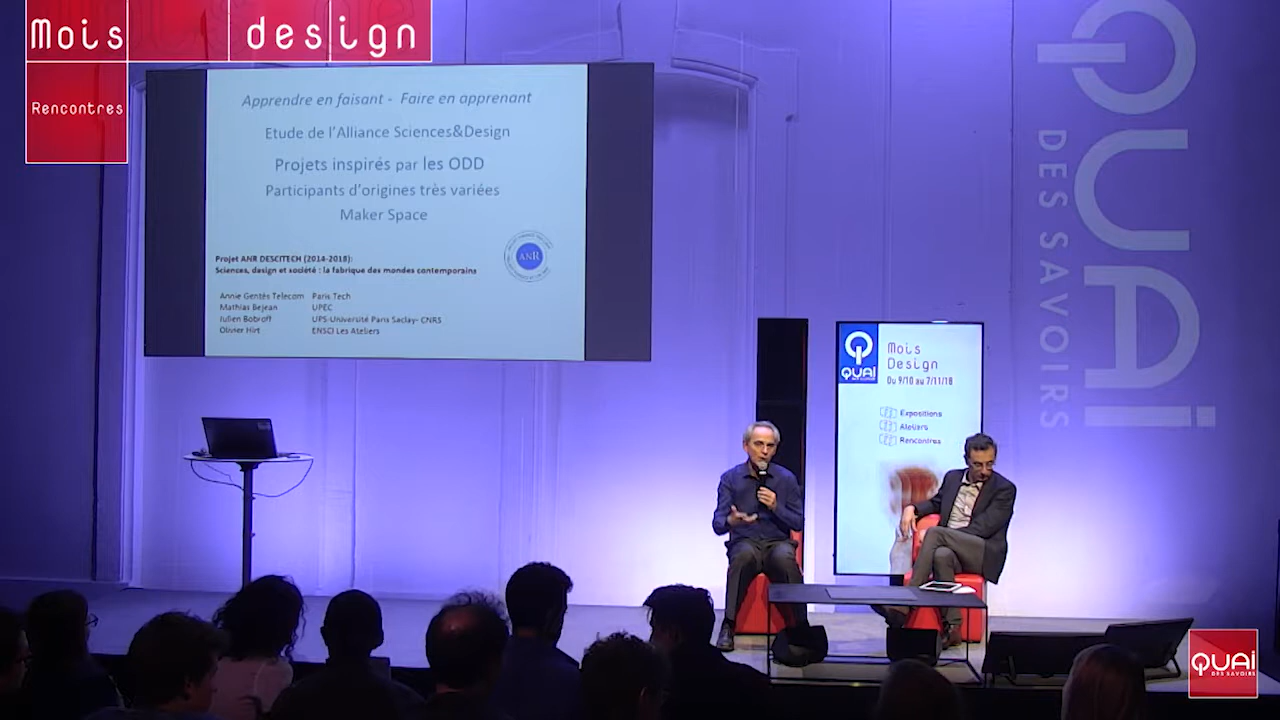 Mois design
Rencontres
Apprendre en faisant - Faire en apprenant
Etude de l'Alliance Sciences&Design
Projets inspirés par les ODD
Participants d'origines très variées
Maker Space
ANR
Projet ANR DESCITECH (2014-2018):
Sciences, design et société : la fabrique des mondes contemporains
Annie Gentès Telecom Paris Tech
Mathias Bejean UPEC
Julien Bobroff UPS-Université Paris Saclay- CNRS
Olivier Hirt ENSCI Les Ateliers
QUAI
DES SAVOIRS
QUAI
Mois
Design
Du 9/10 au 7/11/18
Expositions
Ateliers
Rencontres
QUAI
DES SAVOIRS